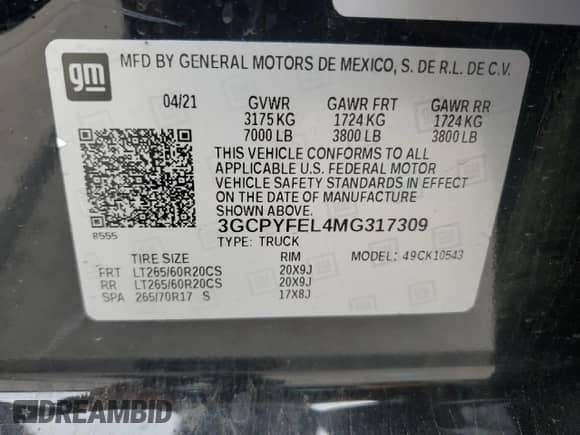 gm
MFD BY GENERAL MOTORS DE MEXICO, S. DE R.L. DE C.V.
04/21 GVWR GAWR FRT GAWR RR
3175 KG 1724 KG 1724 KG
7000 LB 3800 LB 3800 LB
THIS VEHICLE CONFORMS TO ALL
APPLICABLE U.S. FEDERAL MOTOR
VEHICLE SAFETY STANDARDS IN EFFECT
ON THE DATE OF MANUFACTURE
SHOWN ABOVE.
8555
3GCPYFEL4MG317309
TYPE: TRUCK
TIRE SIZE RIM MODEL: 49CK10543
FRT LT265/60R20CS 20X9J
RR LT265/60R20CS 20X9J
SPA 265/70R17 S 17X8J
DREAMBID